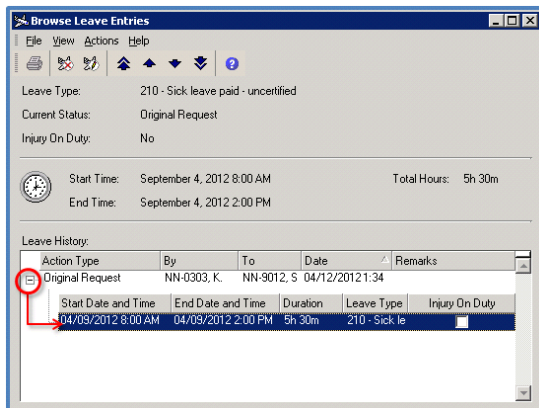 Browse Leave Entries
File View Actions Help
Leave Type: 210 - Sick leave paid - uncertified
Current Status: Original Request
Injury On Duty: No
Start Time: September 4, 2012 8:00 AM Total Hours: 5h 30m
End Time: September 4, 2012 2:00 PM
Leave History:
Action Type By To Date Remarks
Original Request NN-0303, K. NN-9012, S 04/12/2012 1:34
Start Date and Time End Date and Time Duration Leave Type Injury On Duty
04/09/2012 8:00 AM 04/09/2012 2:00 PM 5h 30m 210 - Sick le